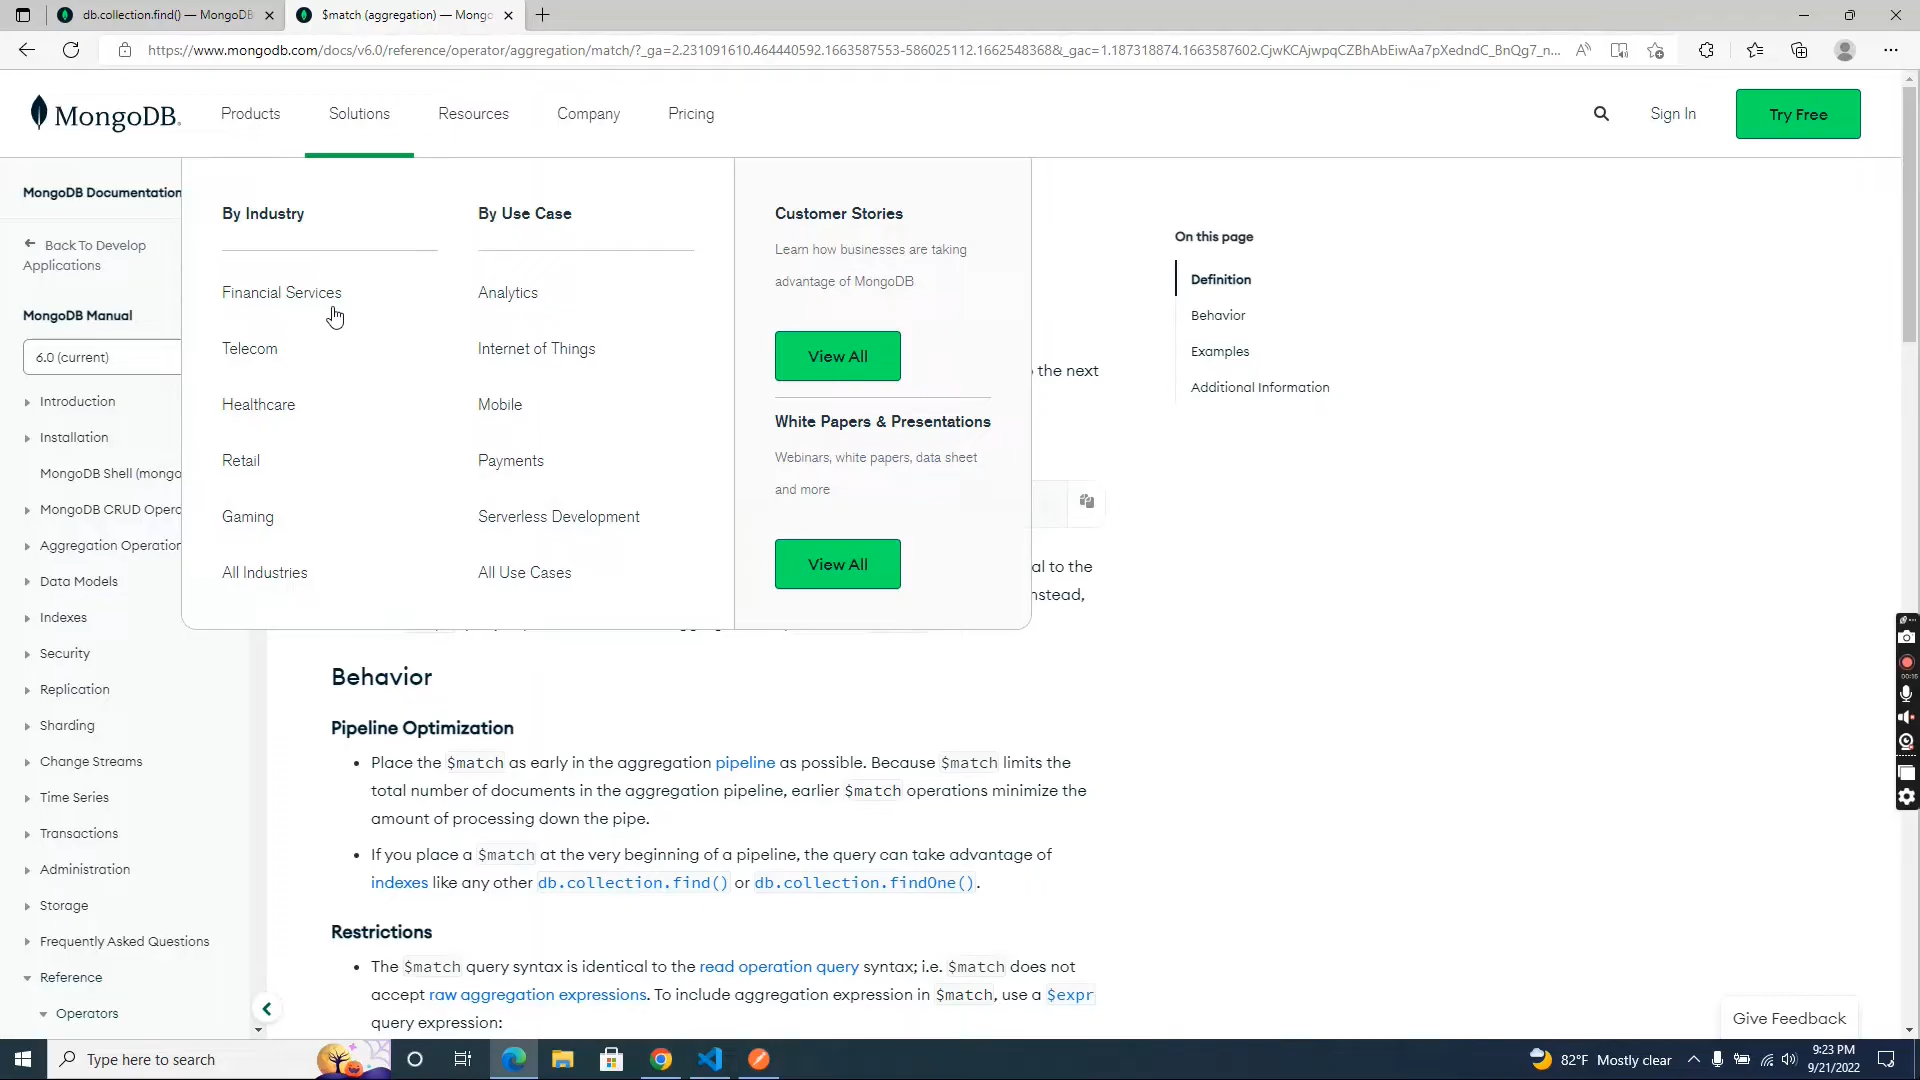 db.collection.find() — MongoDB
$match (aggregation) — Mongo
https://www.mongodb.com/docs/v6.0/reference/operator/aggregation/match/?_ga=2.231091610.464440592.1663587553-586025112.1662548368&_gac=1.187318874.1663587602.CjwKCAjwpqCZBhAbEiwAa7pXedndC_BnQg7_n...
MongoDB.
Products
Solutions
Resources
Company
Pricing
Sign In
Try Free
MongoDB Documentation
Back To Develop
Applications
MongoDB Manual
6.0 (current)
Introduction
Installation
MongoDB Shell (mongo
MongoDB CRUD Opera
Aggregation Operation
Data Models
Indexes
Security
Replication
Sharding
Change Streams
Time Series
Transactions
Administration
Storage
Frequently Asked Questions
Reference
Operators
By Industry
Financial Services
Telecom
Healthcare
Retail
Gaming
All Industries
By Use Case
Analytics
Internet of Things
Mobile
Payments
Serverless Development
All Use Cases
Customer Stories
Learn how businesses are taking
advantage of MongoDB
View All
White Papers & Presentations
Webinars, white papers, data sheet
and more
View All
the next
al to the
nstead,
Behavior
Pipeline Optimization
• Place the $match as early in the aggregation pipeline as possible. Because $match limits the
total number of documents in the aggregation pipeline, earlier $match operations minimize the
amount of processing down the pipe.
• If you place a $match at the very beginning of a pipeline, the query can take advantage of
indexes like any other db.collection.find() or db.collection.findOne().
Restrictions
• The $match query syntax is identical to the read operation query syntax; i.e. $match does not
accept raw aggregation expressions. To include aggregation expression in $match, use a $expr
query expression:
On this page
Definition
Behavior
Examples
Additional Information
Give Feedback
Type here to search
82°F Mostly clear
9:23 PM
9/21/2022